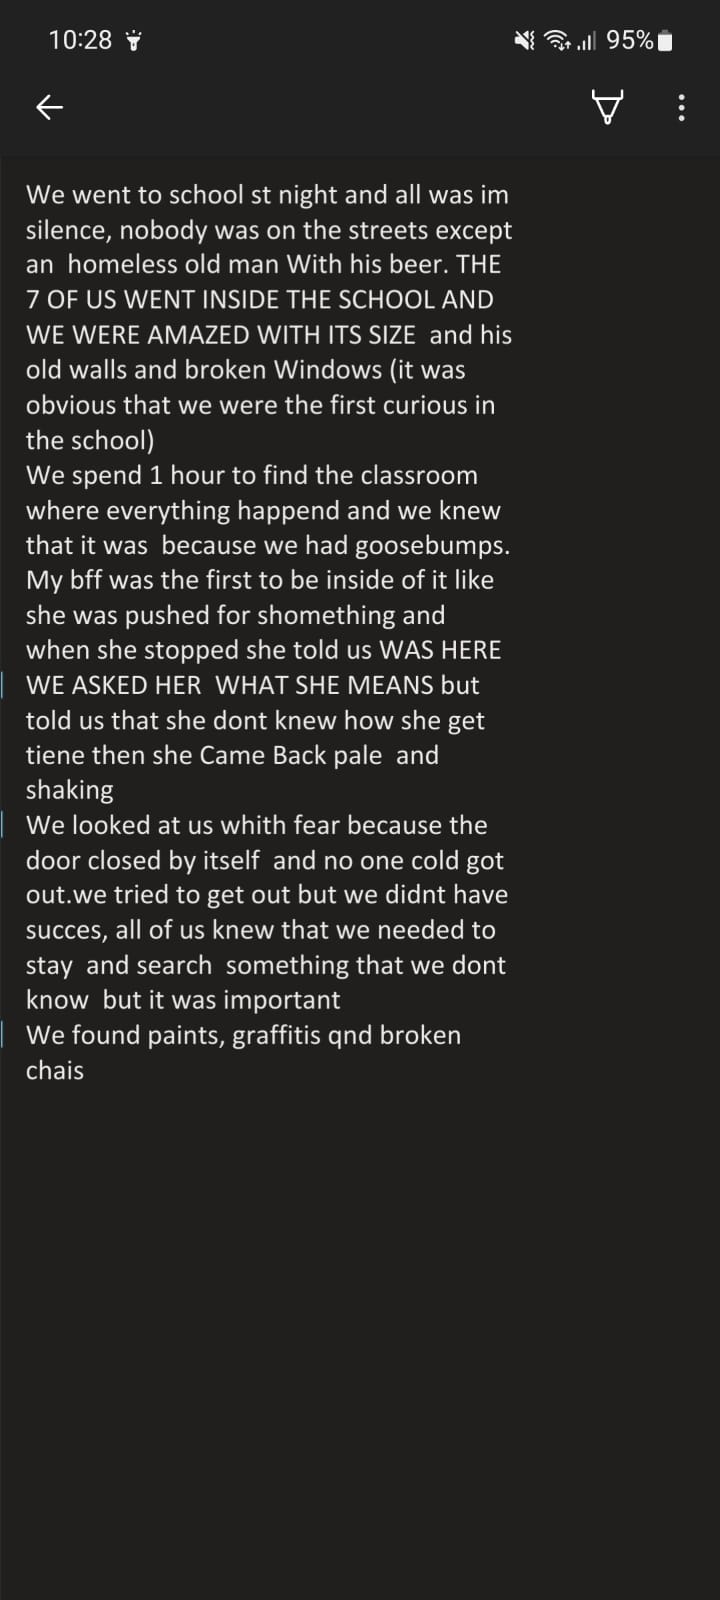 10:28 95%
We went to school st night and all was im
silence, nobody was on the streets except
an  homeless old man With his beer. THE
7 OF US WENT INSIDE THE SCHOOL AND
WE WERE AMAZED WITH ITS SIZE  and his
old walls and broken Windows (it was
obvious that we were the first curious in
the school)
We spend 1 hour to find the classroom
where everything happend and we knew
that it was  because we had goosebumps.
My bff was the first to be inside of it like
she was pushed for shomething and
when she stopped she told us WAS HERE
WE ASKED HER  WHAT SHE MEANS but
told us that she dont knew how she get
tiene then she Came Back pale  and
shaking
We looked at us whith fear because the
door closed by itself  and no one cold got
out.we tried to get out but we didnt have
succes, all of us knew that we needed to
stay  and search  something that we dont
know  but it was important
We found paints, graffitis qnd broken
chais